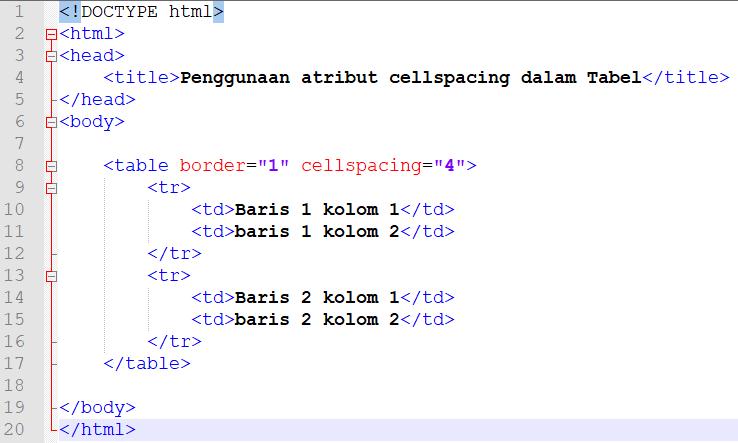 1 <!DOCTYPE html>
2 <html>
3 <head>
4 <title>Penggunaan atribut cellspacing dalam Tabel</title>
5 </head>
6 <body>
7
8 <table border="1" cellspacing="4">
9 <tr>
10 <td>Baris 1 kolom 1</td>
11 <td>baris 1 kolom 2</td>
12 </tr>
13 <tr>
14 <td>Baris 2 kolom 1</td>
15 <td>baris 2 kolom 2</td>
16 </tr>
17 </table>
18
19 </body>
20 </html>